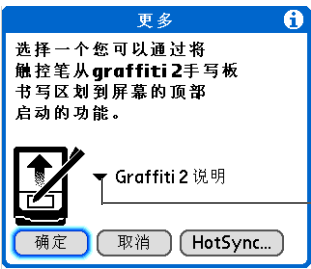 更多
选择一个您可以通过将
触控笔从graffiti 2手写板
书写区划到屏幕的顶部
启动的功能。
Graffiti 2 说明
确定 取消 HotSync...